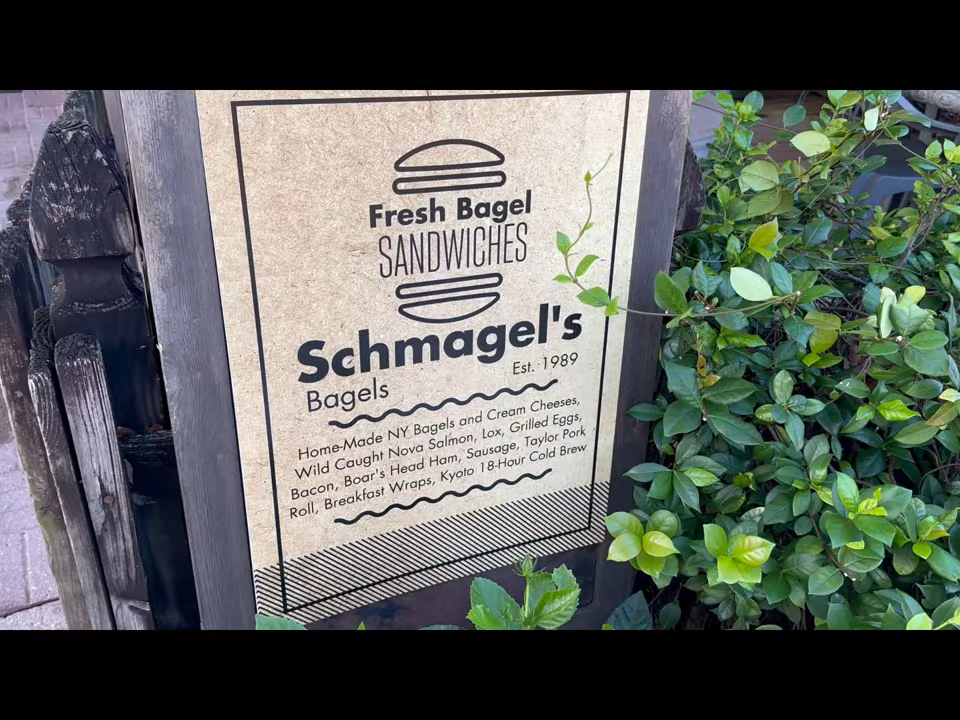 Fresh Bagel
SANDWICHES
Schmagel's
Bagels
Est. 1989
Home-Made NY Bagels and Cream Cheeses,
Wild Caught Nova Salmon, Lox, Grilled Eggs,
Bacon, Boar's Head Ham, Sausage, Taylor Pork
Roll, Breakfast Wraps, Kyoto 18-Hour Cold Brew